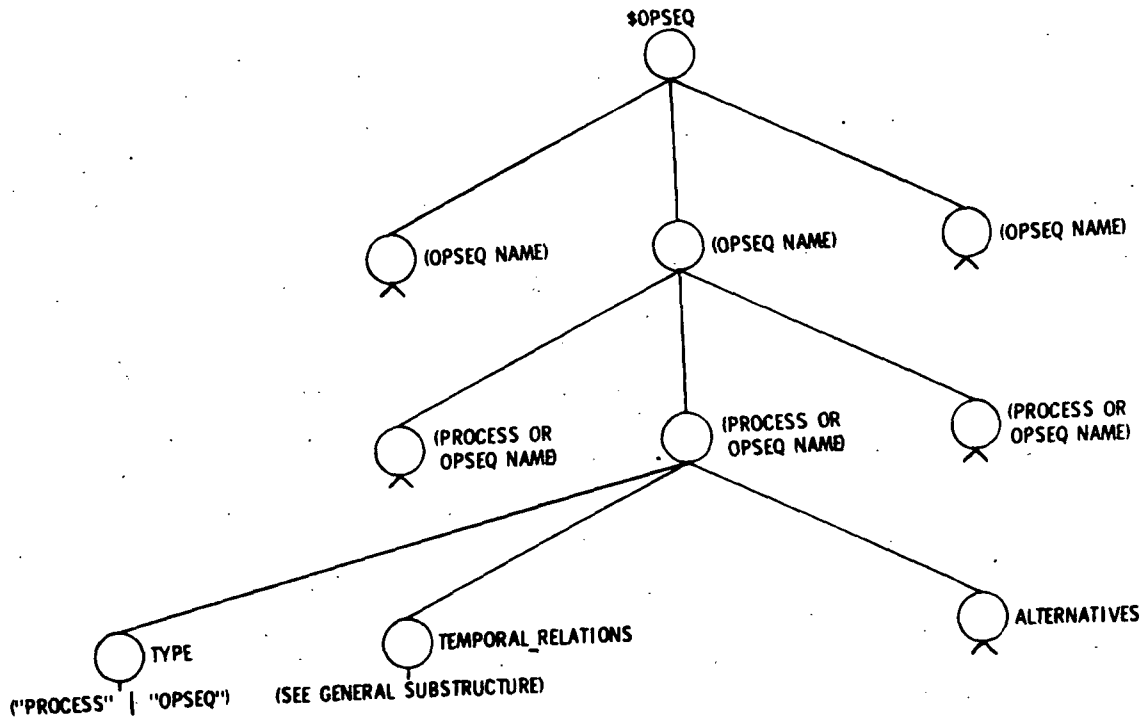 $OPSEQ
(OPSEQ NAME)
(OPSEQ NAME)
(OPSEQ NAME)
(PROCESS OR
OPSEQ NAME)
(PROCESS OR
OPSEQ NAME)
(PROCESS OR
OPSEQ NAME)
TYPE
("PROCESS" | "OPSEQ")
TEMPORAL_RELATIONS
(SEE GENERAL SUBSTRUCTURE)
ALTERNATIVES